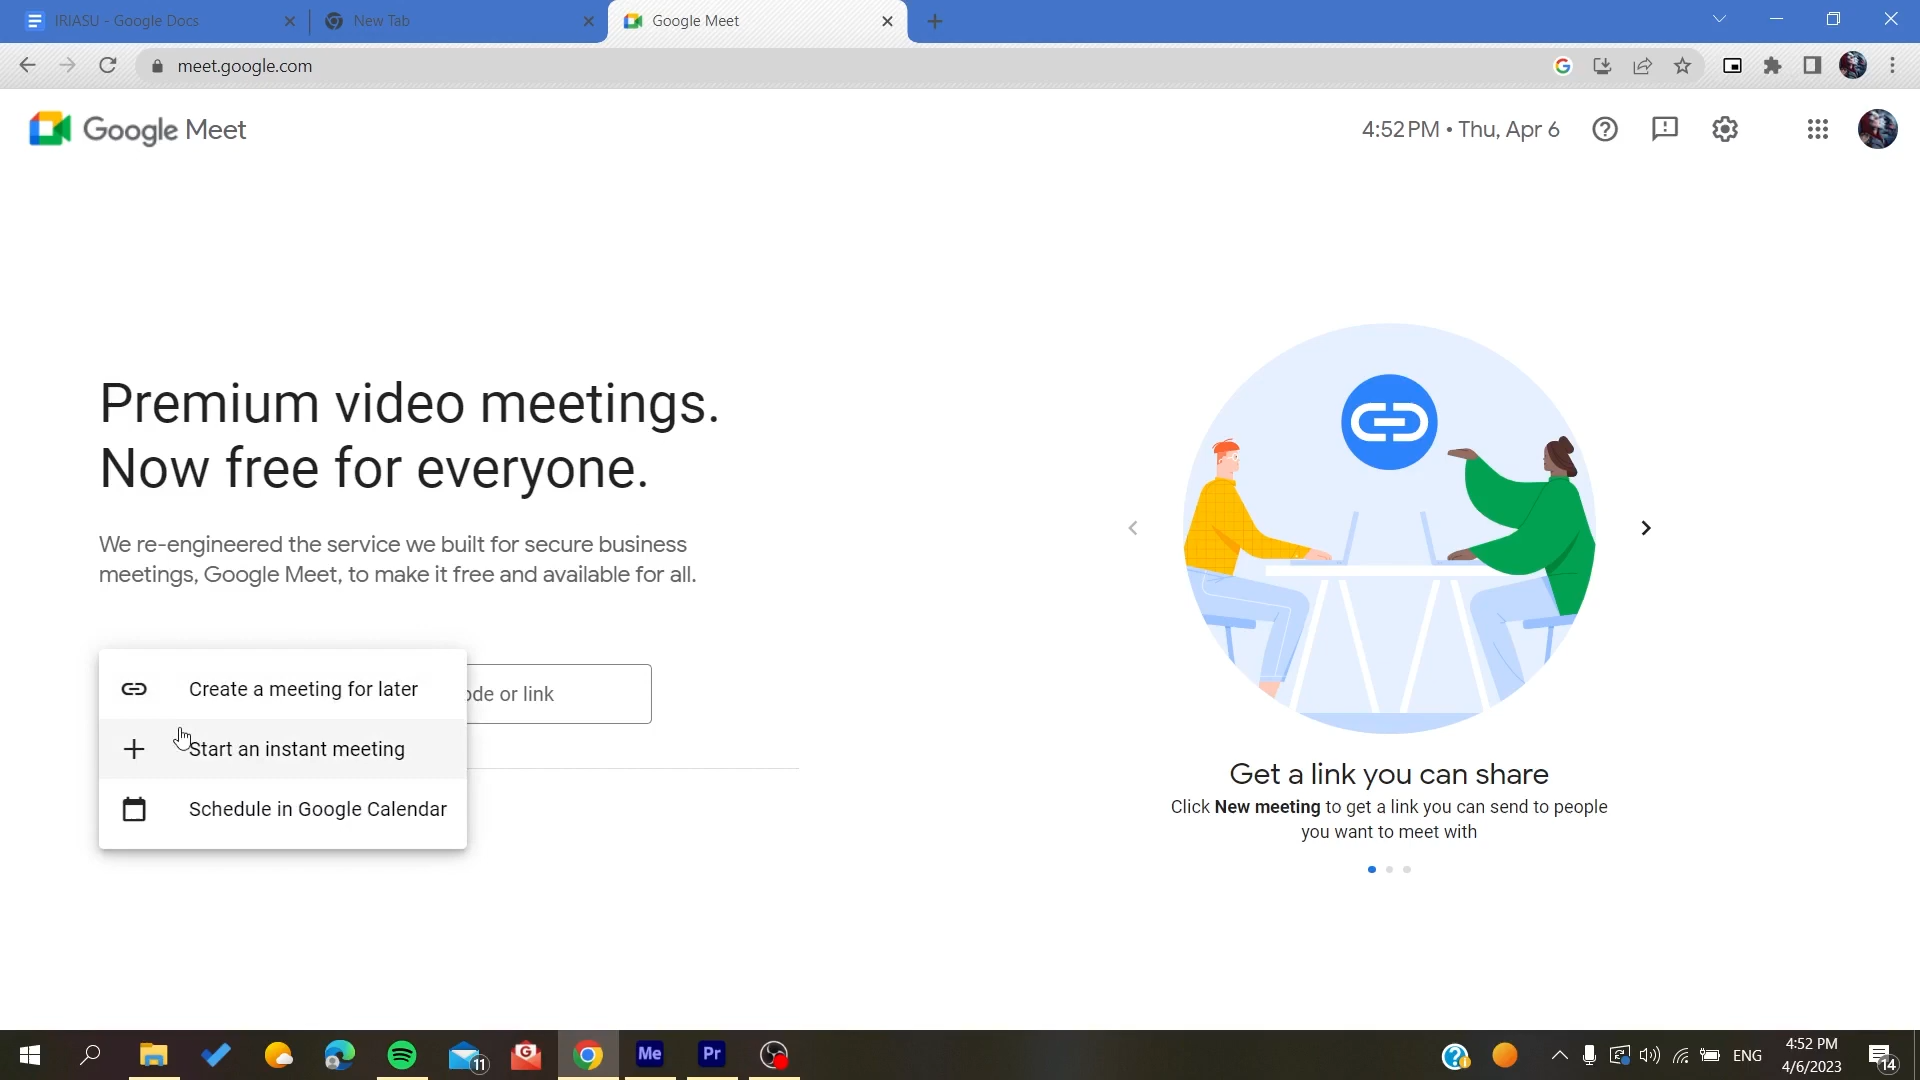 IRIASU - Google Docs
New Tab
Google Meet
meet.google.com
Google Meet
4:52 PM • Thu, Apr 6
Premium video meetings.
Now free for everyone.
We re-engineered the service we built for secure business
meetings, Google Meet, to make it free and available for all.
Create a meeting for later
or link
Start an instant meeting
Schedule in Google Calendar
Get a link you can share
Click New meeting to get a link you can send to people
you want to meet with
11
Me
Pr
ENG
4:52 PM
4/6/2023
14